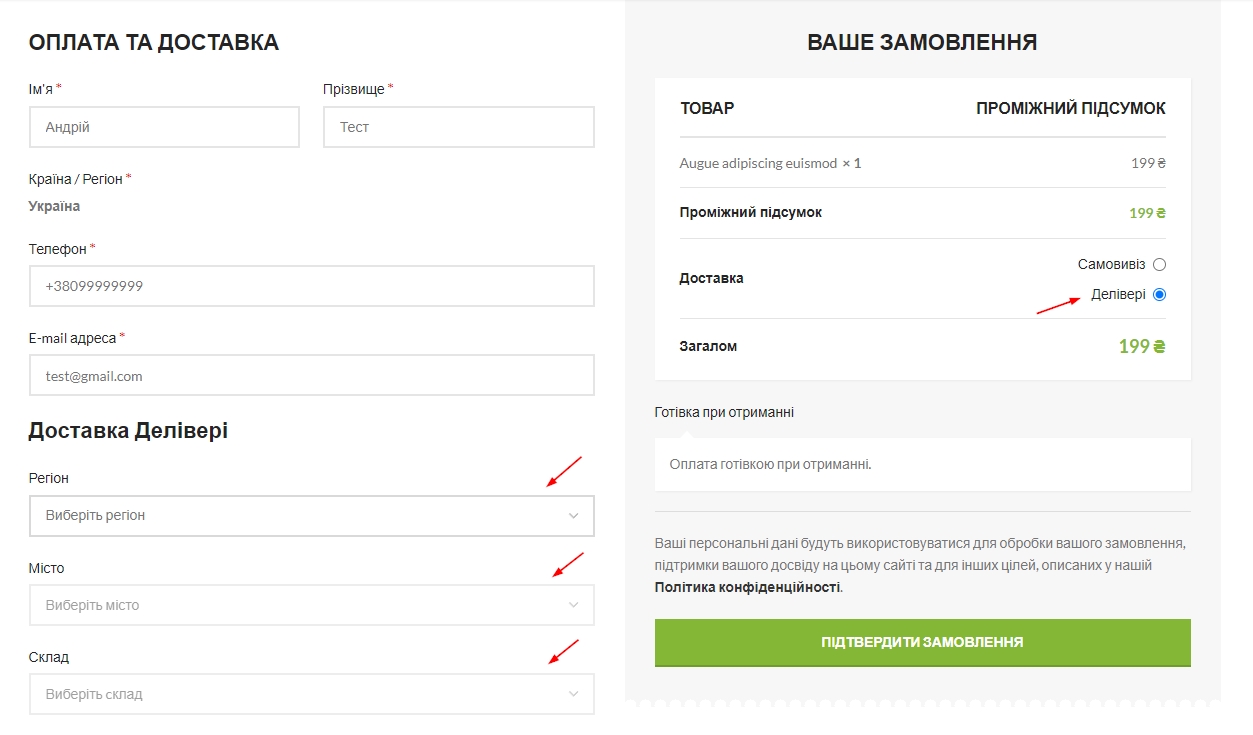 ОПЛАТА ТА ДОСТАВКА
Ім'я *
Прізвище *
Андрій
Тест
Країна / Регіон *
Україна
Телефон *
+38099999999
E-mail адреса *
test@gmail.com
Доставка Делівері
Регіон
Виберіть регіон
Місто
Виберіть місто
Склад
Виберіть склад
ВАШЕ ЗАМОВЛЕННЯ
ТОВАР ПРОМІЖНИЙ ПІДСУМОК
Augue adipiscing euismod × 1 199 ₴
Проміжний підсумок 199 ₴
Доставка
Самовивіз
Делівері
Загалом 199 ₴
Готівка при отриманні
Оплата готівкою при отриманні.
Ваші персональні дані будуть використовуватися для обробки вашого замовлення,
підтримки вашого досвіду на цьому сайті та для інших цілей, описаних у нашій
Політика конфіденційності.
ПІДТВЕРДИТИ ЗАМОВЛЕННЯ